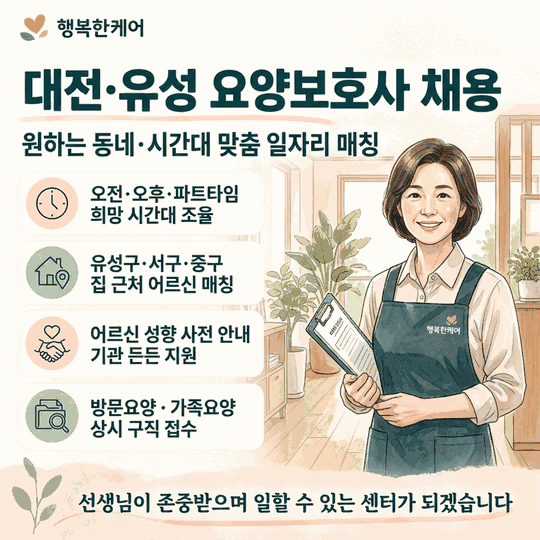 행복한케어
대전·유성 요양보호사 채용
원하는 동네·시간대 맞춤 일자리 매칭
오전·오후·파트타임
희망 시간대 조율
유성구·서구·중구
집 근처 어르신 매칭
어르신 성향 사전 안내
기관 든든 지원
방문요양·가족요양
상시 구직 접수
행복한케어
선생님이 존중받으며 일할 수 있는 센터가 되겠습니다